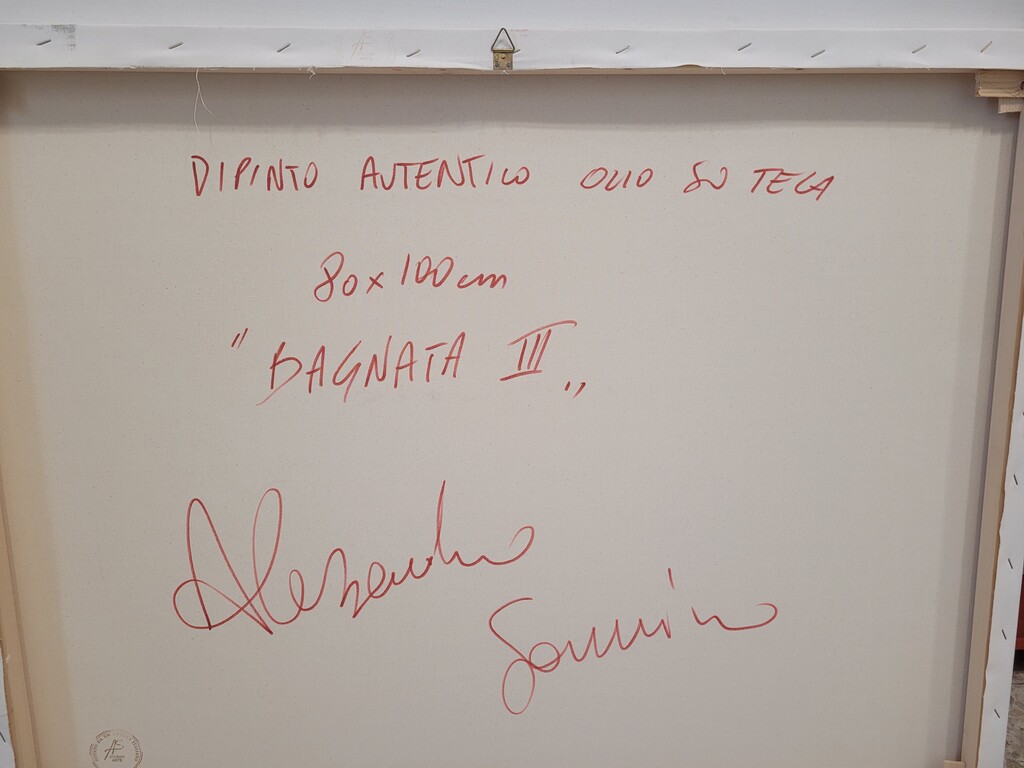 DIPINTO AUTENTICO OLIO SU TELA
80x100cm
"BAGNATA III"
Alessandro
Sannino